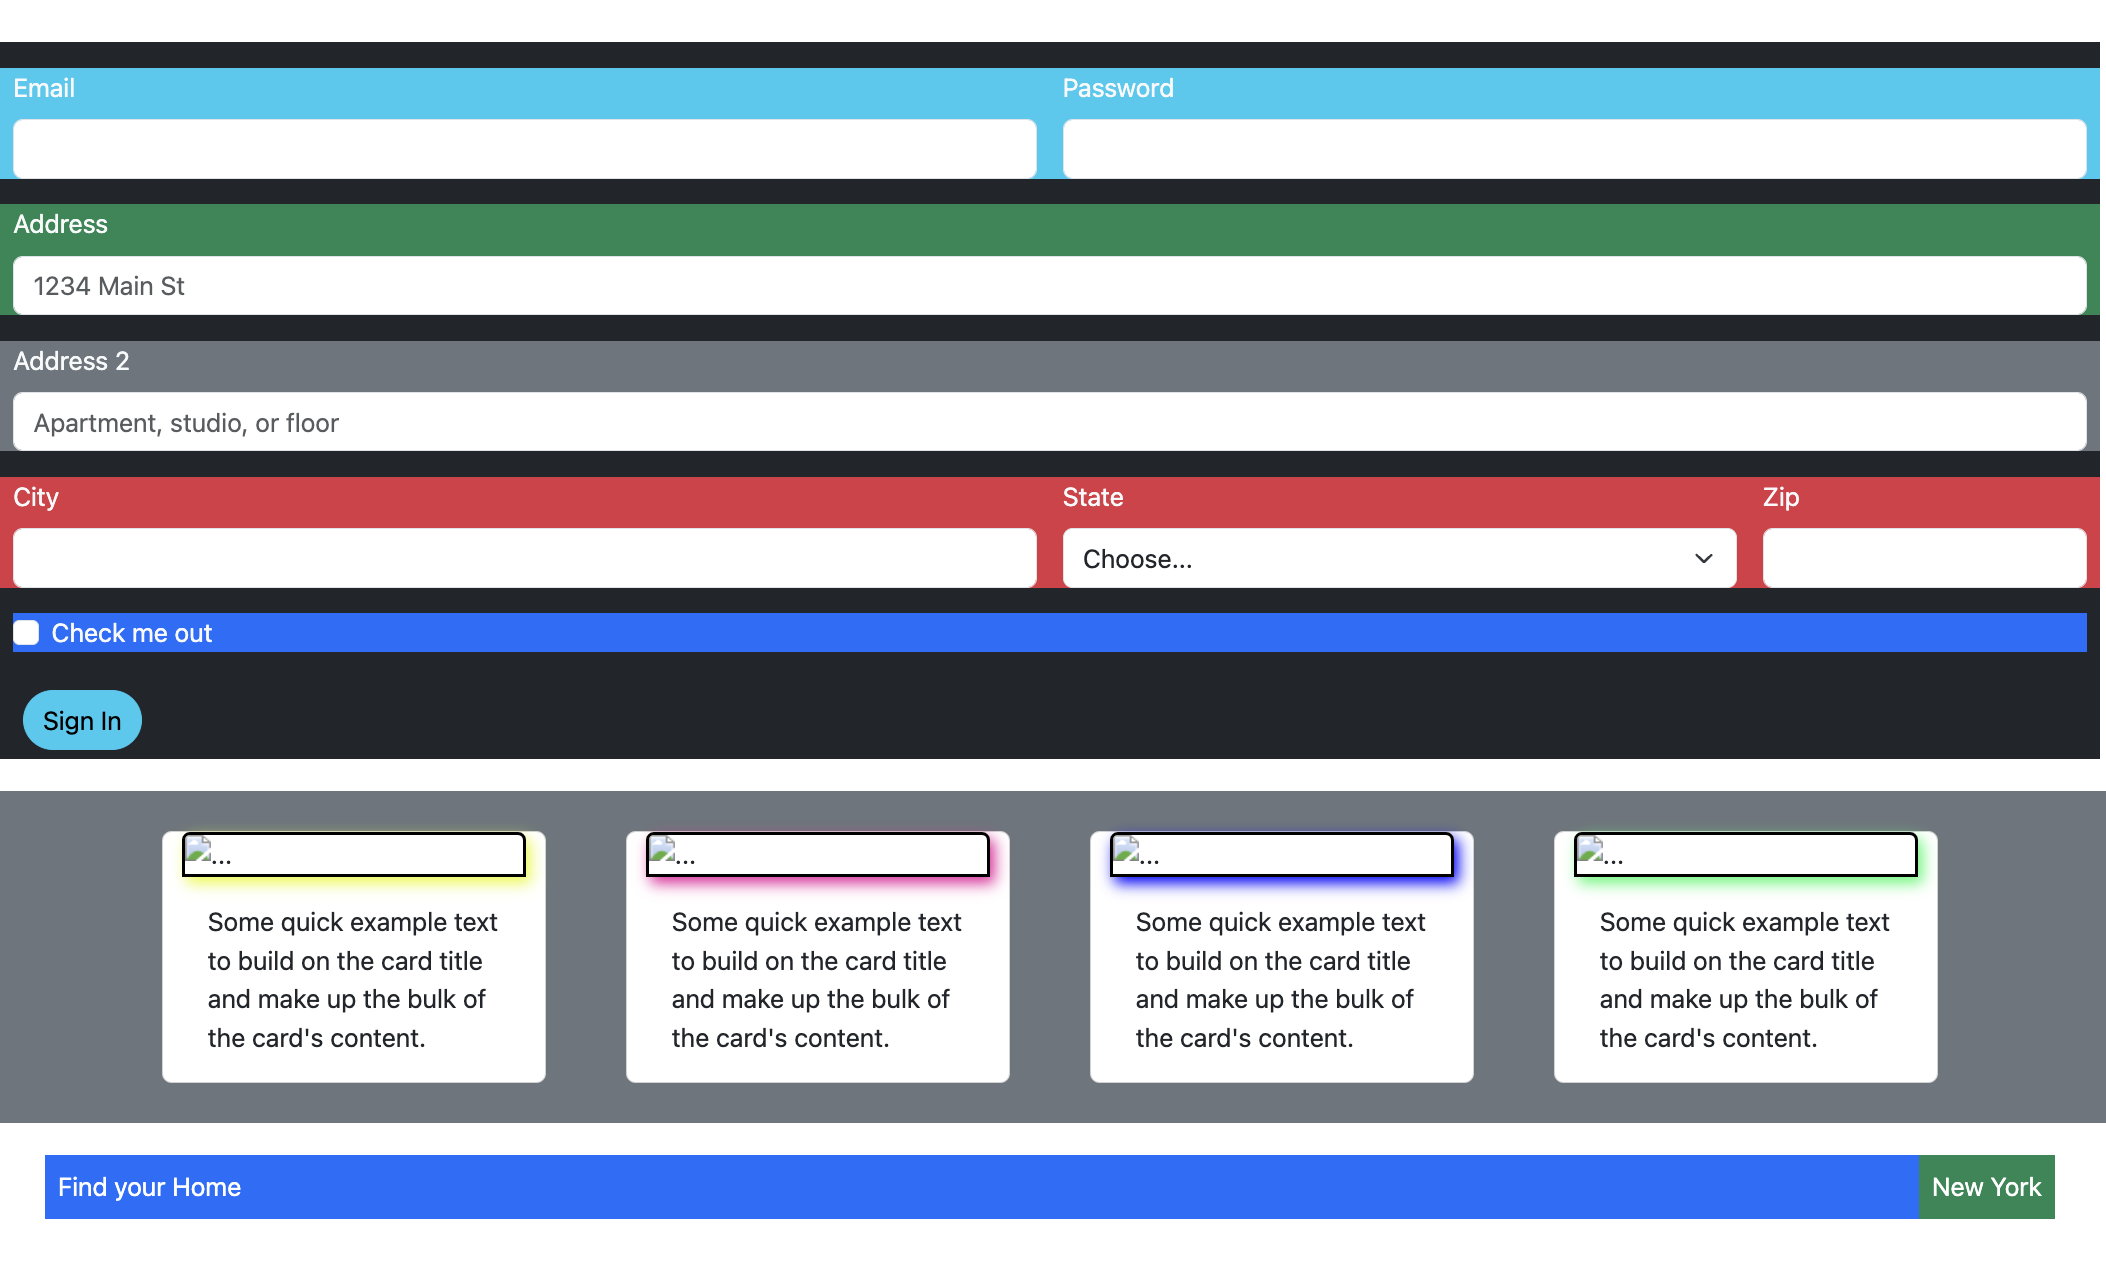 Email Password
Address
1234 Main St
Address 2
Apartment, studio, or floor
City State Zip
Choose...
Check me out
Sign In
...
Some quick example text
to build on the card title
and make up the bulk of
the card's content.
...
Some quick example text
to build on the card title
and make up the bulk of
the card's content.
...
Some quick example text
to build on the card title
and make up the bulk of
the card's content.
...
Some quick example text
to build on the card title
and make up the bulk of
the card's content.
Find your Home New York